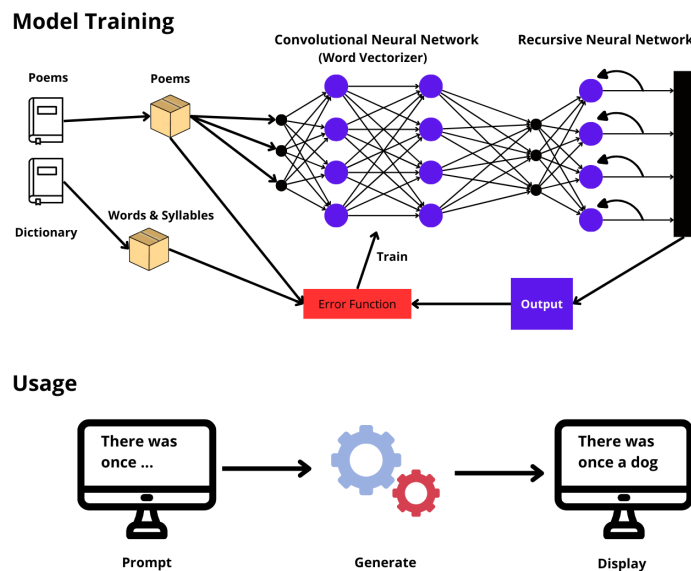 Model Training
Convolutional Neural Network
(Word Vectorizer)
Recursive Neural Network
Poems
Poems
Dictionary
Words & Syllables
Train
Error Function
Output
Usage
There was
once ...
There was
once a dog
Prompt
Generate
Display